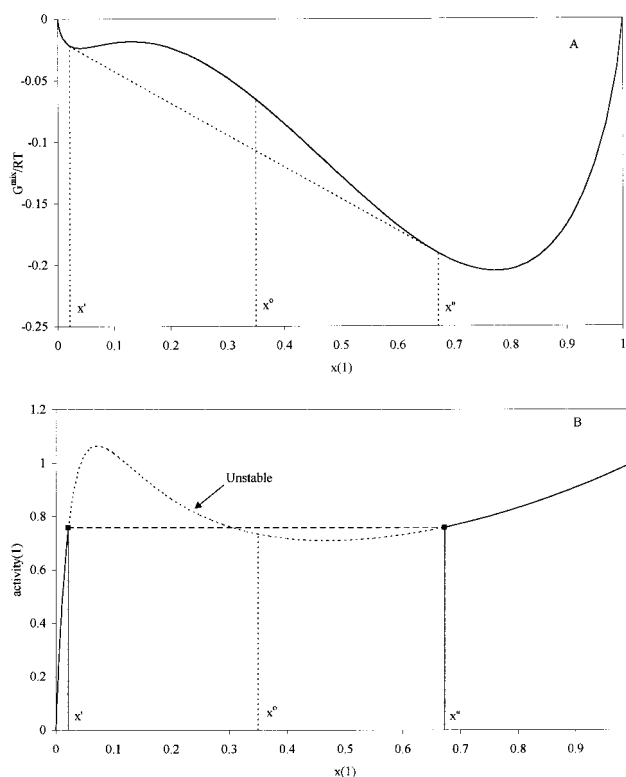 0
A
-0.05
-0.1
G^mix/RT
-0.15
-0.2
-0.25
x' x° x"
0 0.1 0.2 0.3 0.4 0.5 0.6 0.7 0.8 0.9 1
x(1)
1.2
B
1
Unstable
0.8
activity(1)
0.6
0.4
0.2
0
x' x° x"
0 0.1 0.2 0.3 0.4 0.5 0.6 0.7 0.8 0.9
x(1)